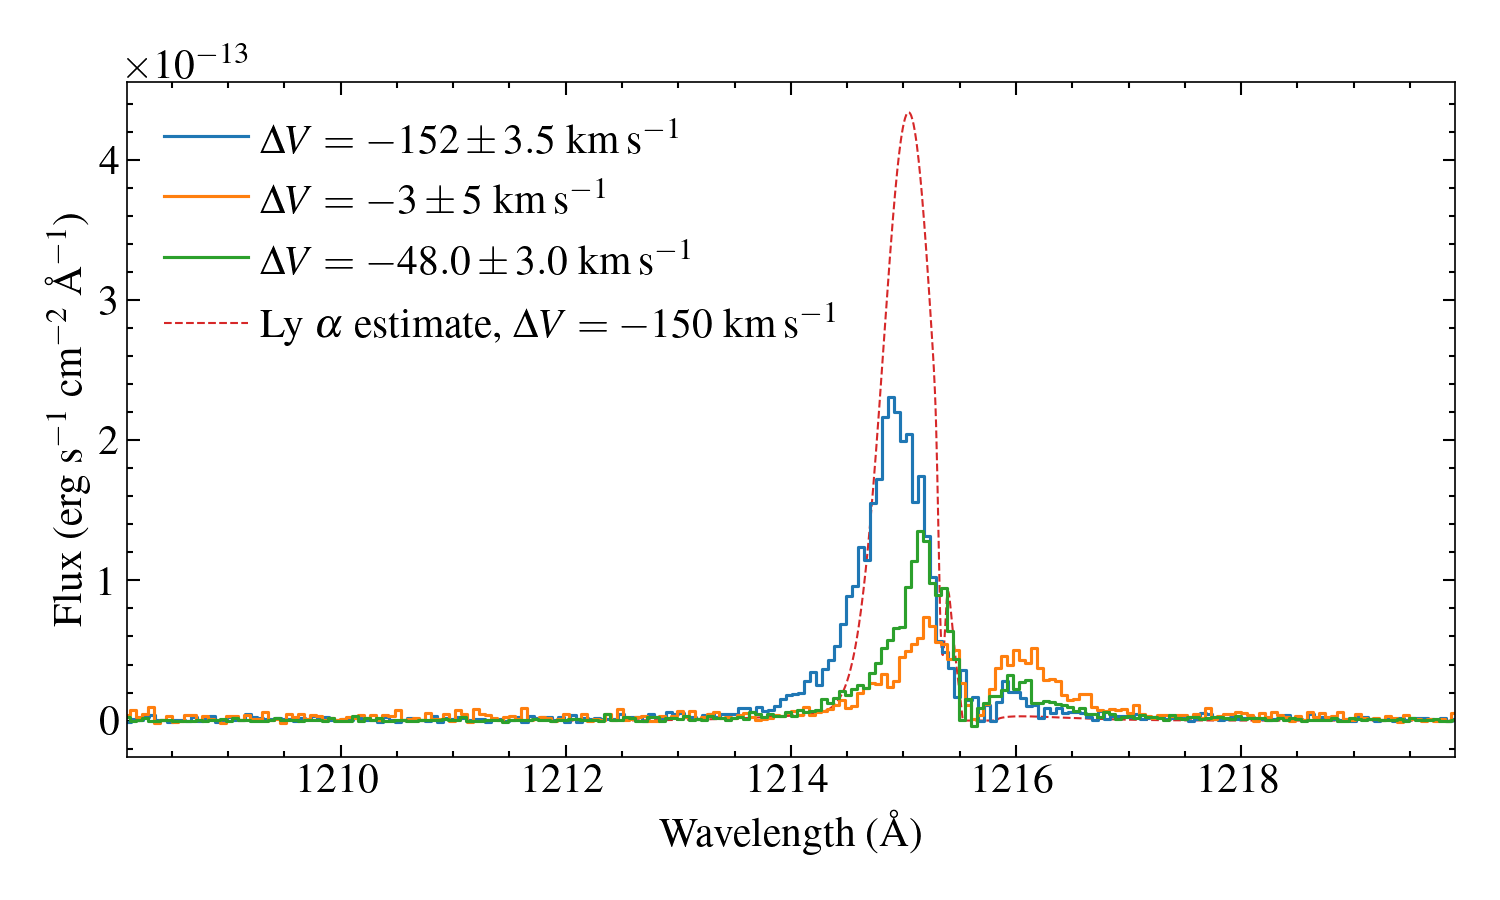 ×10⁻¹³
ΔV = −152 ± 3.5 km s⁻¹
ΔV = −3 ± 5 km s⁻¹
ΔV = −48.0 ± 3.0 km s⁻¹
Ly α estimate, ΔV = −150 km s⁻¹
4
3
2
1
0
Flux (erg s⁻¹ cm⁻² Å⁻¹)
1210 1212 1214 1216 1218
Wavelength (Å)